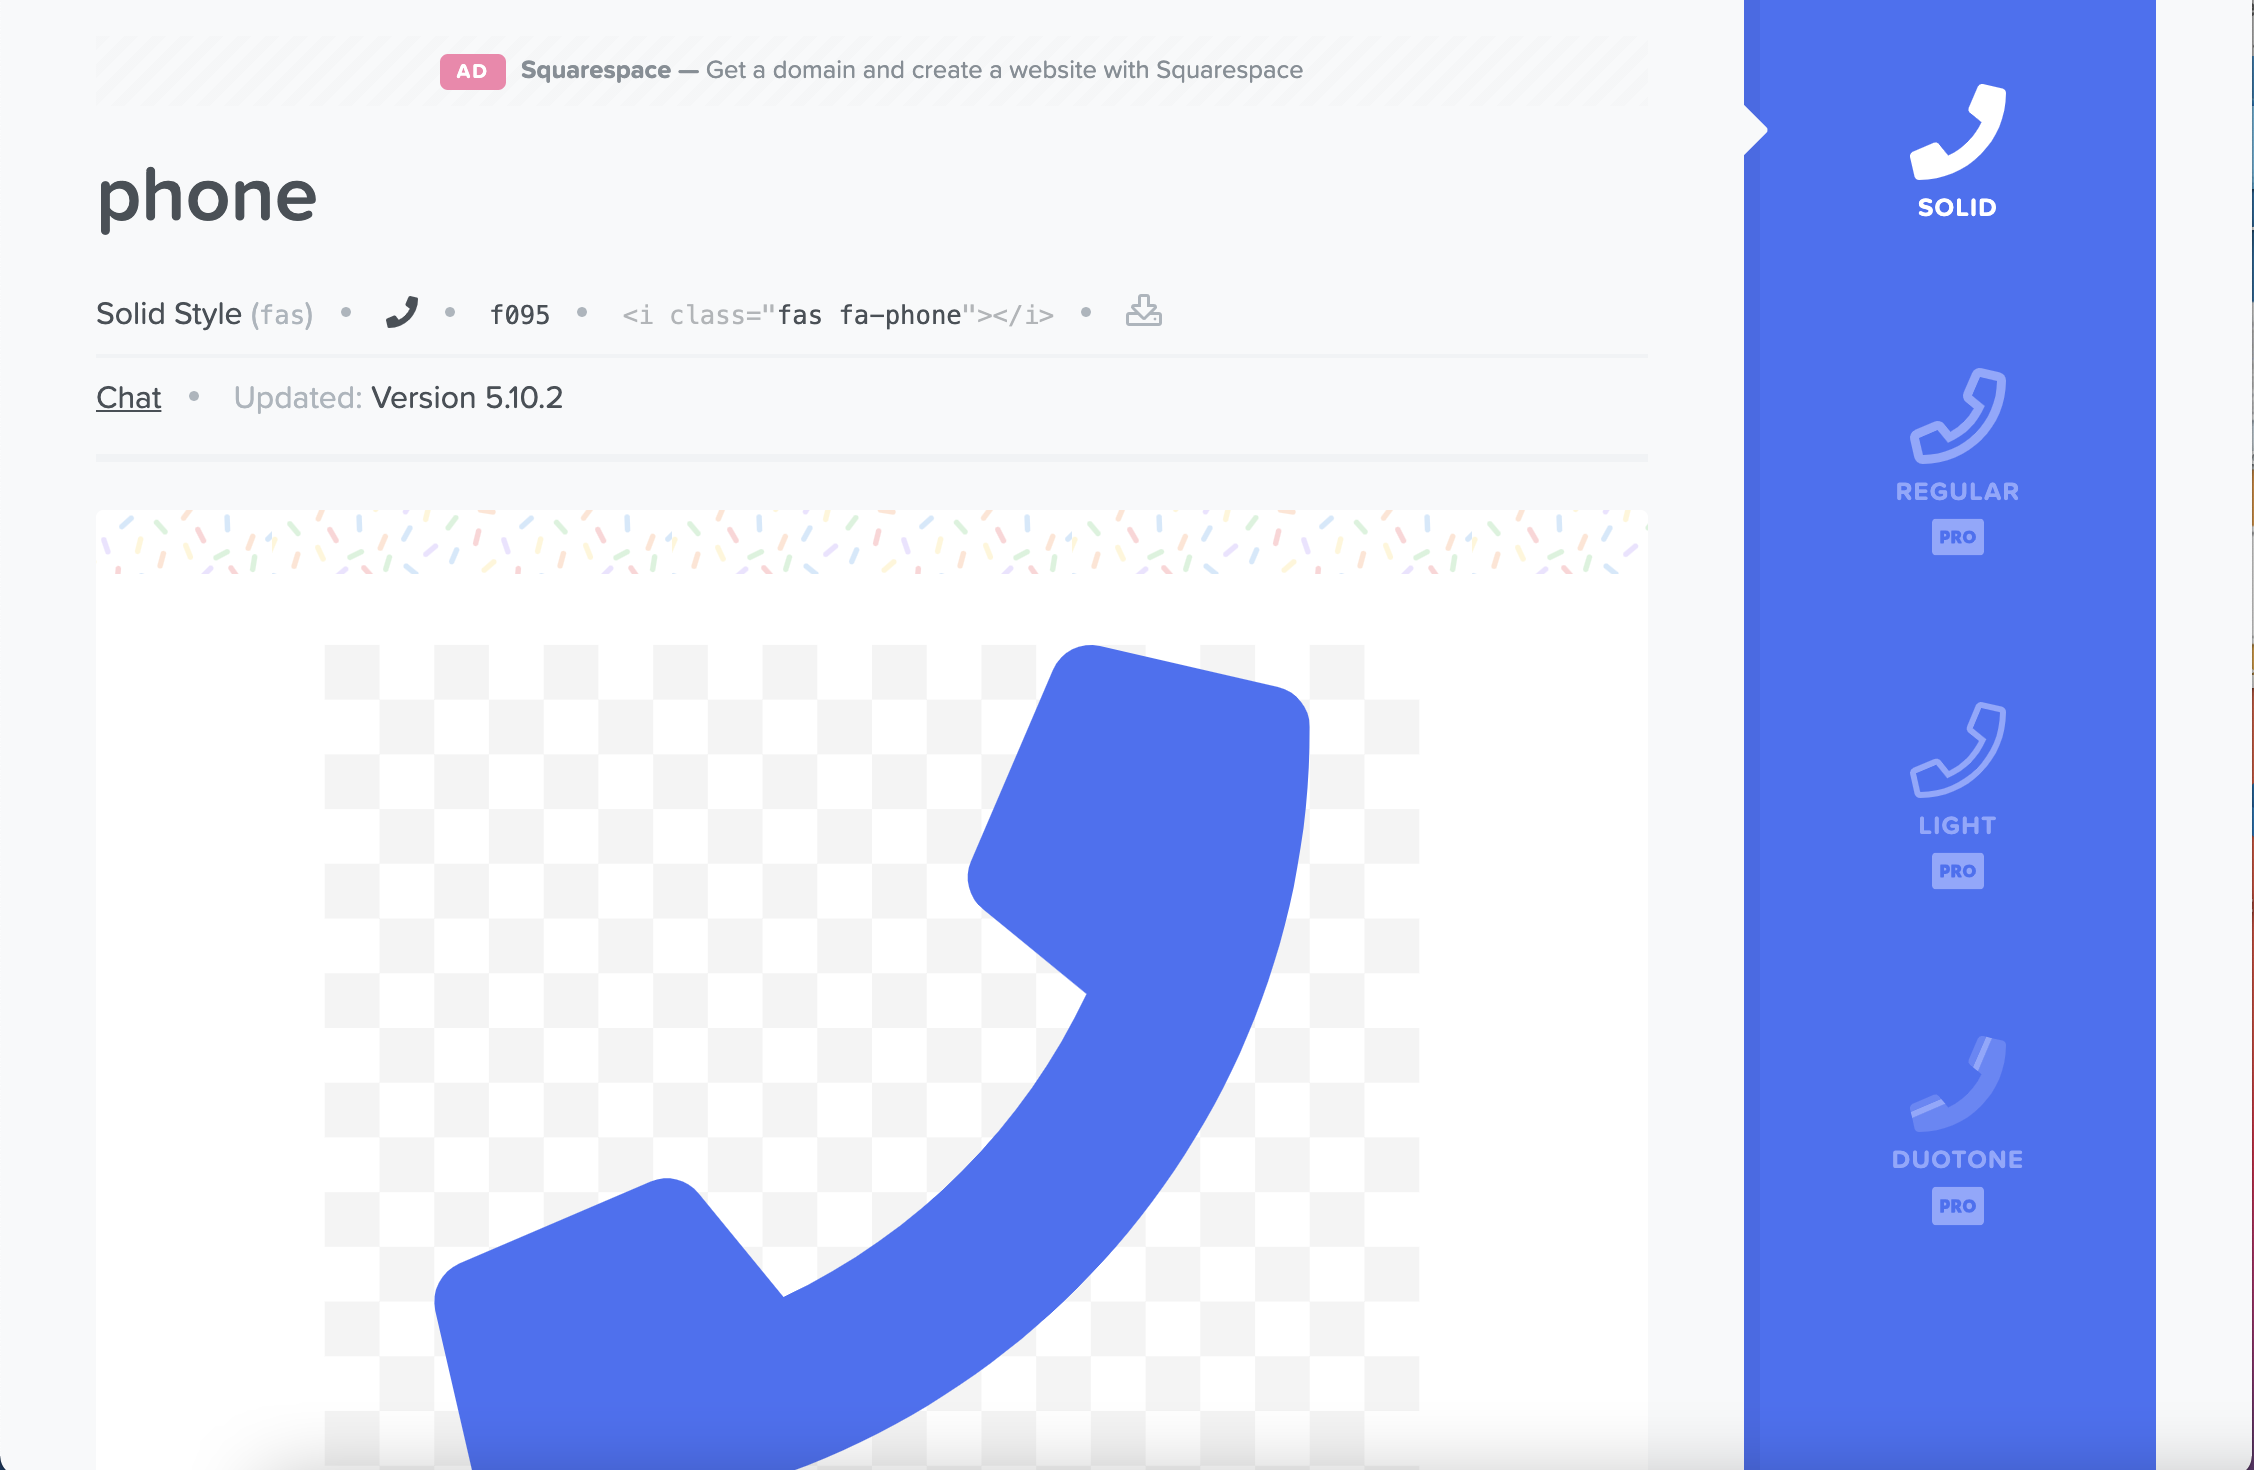 AD Squarespace — Get a domain and create a website with Squarespace
phone
Solid Style (fas) • • f095 • <i class="fas fa-phone"></i> •
Chat • Updated: Version 5.10.2
SOLID
REGULAR
PRO
LIGHT
PRO
DUOTONE
PRO